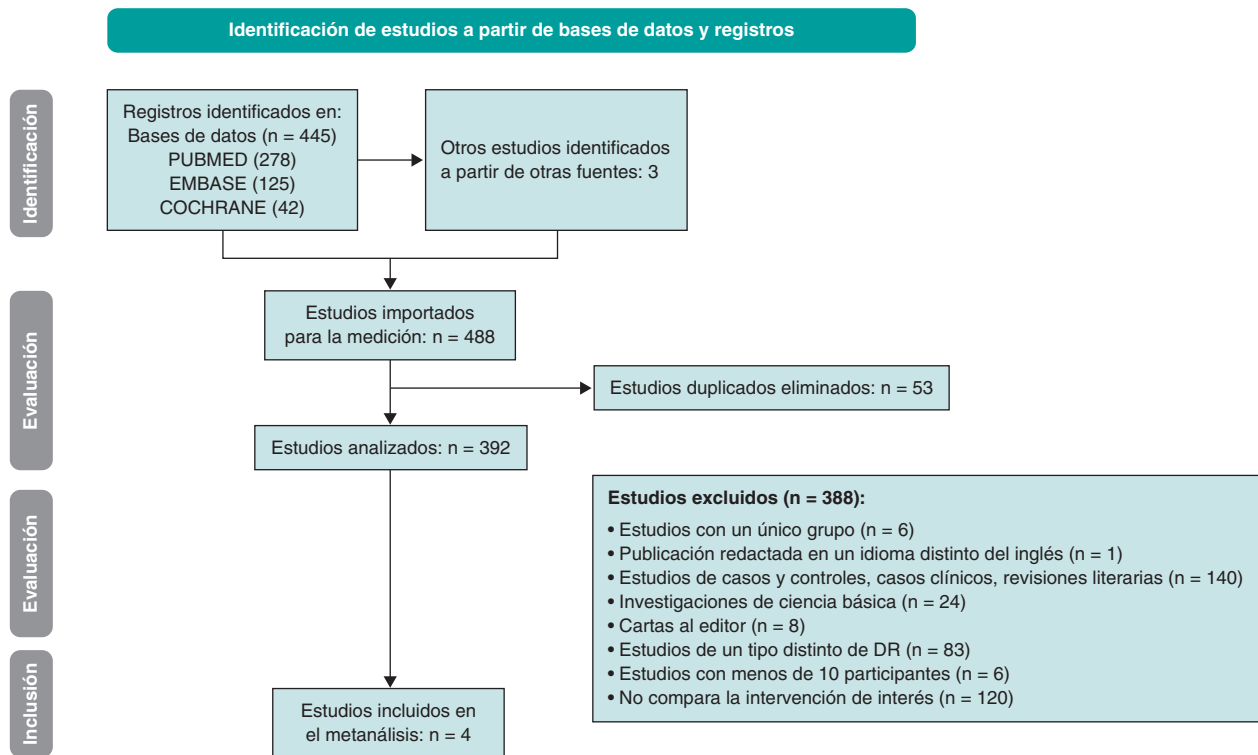 Identificación de estudios a partir de bases de datos y registros
Identificación
Registros identificados en:
Bases de datos (n = 445)
PUBMED (278)
EMBASE (125)
COCHRANE (42)
Otros estudios identificados
a partir de otras fuentes: 3
Evaluación
Estudios importados
para la medición: n = 488
Estudios duplicados eliminados: n = 53
Estudios analizados: n = 392
Evaluación
Estudios excluidos (n = 388):
• Estudios con un único grupo (n = 6)
• Publicación redactada en un idioma distinto del inglés (n = 1)
• Estudios de casos y controles, casos clínicos, revisiones literarias (n = 140)
• Investigaciones de ciencia básica (n = 24)
• Cartas al editor (n = 8)
• Estudios de un tipo distinto de DR (n = 83)
• Estudios con menos de 10 participantes (n = 6)
• No compara la intervención de interés (n = 120)
Inclusión
Estudios incluidos en
el metanálisis: n = 4